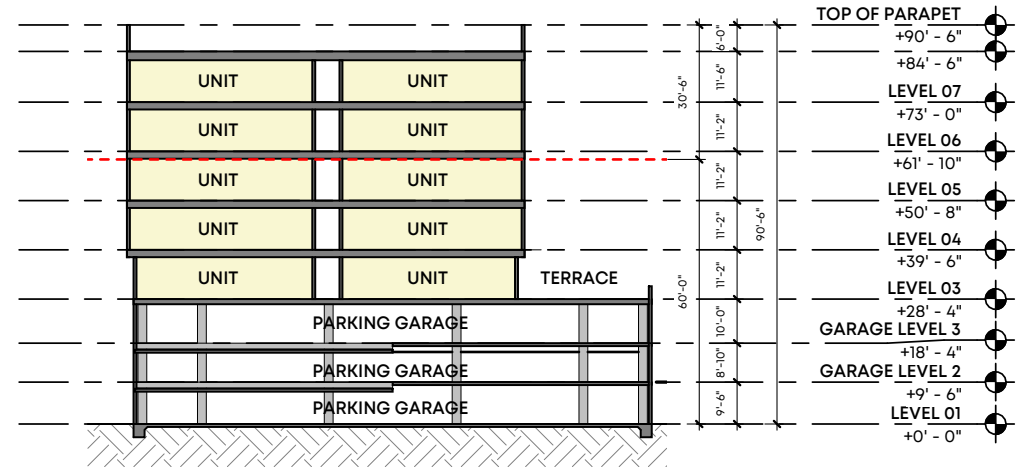 TOP OF PARAPET
+90' - 6"
+84' - 6"
LEVEL 07
+73' - 0"
LEVEL 06
+61' - 10"
LEVEL 05
+50' - 8"
LEVEL 04
+39' - 6"
LEVEL 03
+28' - 4"
GARAGE LEVEL 3
+18' - 4"
GARAGE LEVEL 2
+9' - 6"
LEVEL 01
+0' - 0"
UNIT UNIT
UNIT UNIT
UNIT UNIT
UNIT UNIT
UNIT UNIT TERRACE
PARKING GARAGE
PARKING GARAGE
PARKING GARAGE
30'-6"
60'-0"
6'-0"
11'-6"
11'-2"
11'-2"
11'-2"
11'-2"
10'-0"
8'-10"
9'-6"
90'-6"